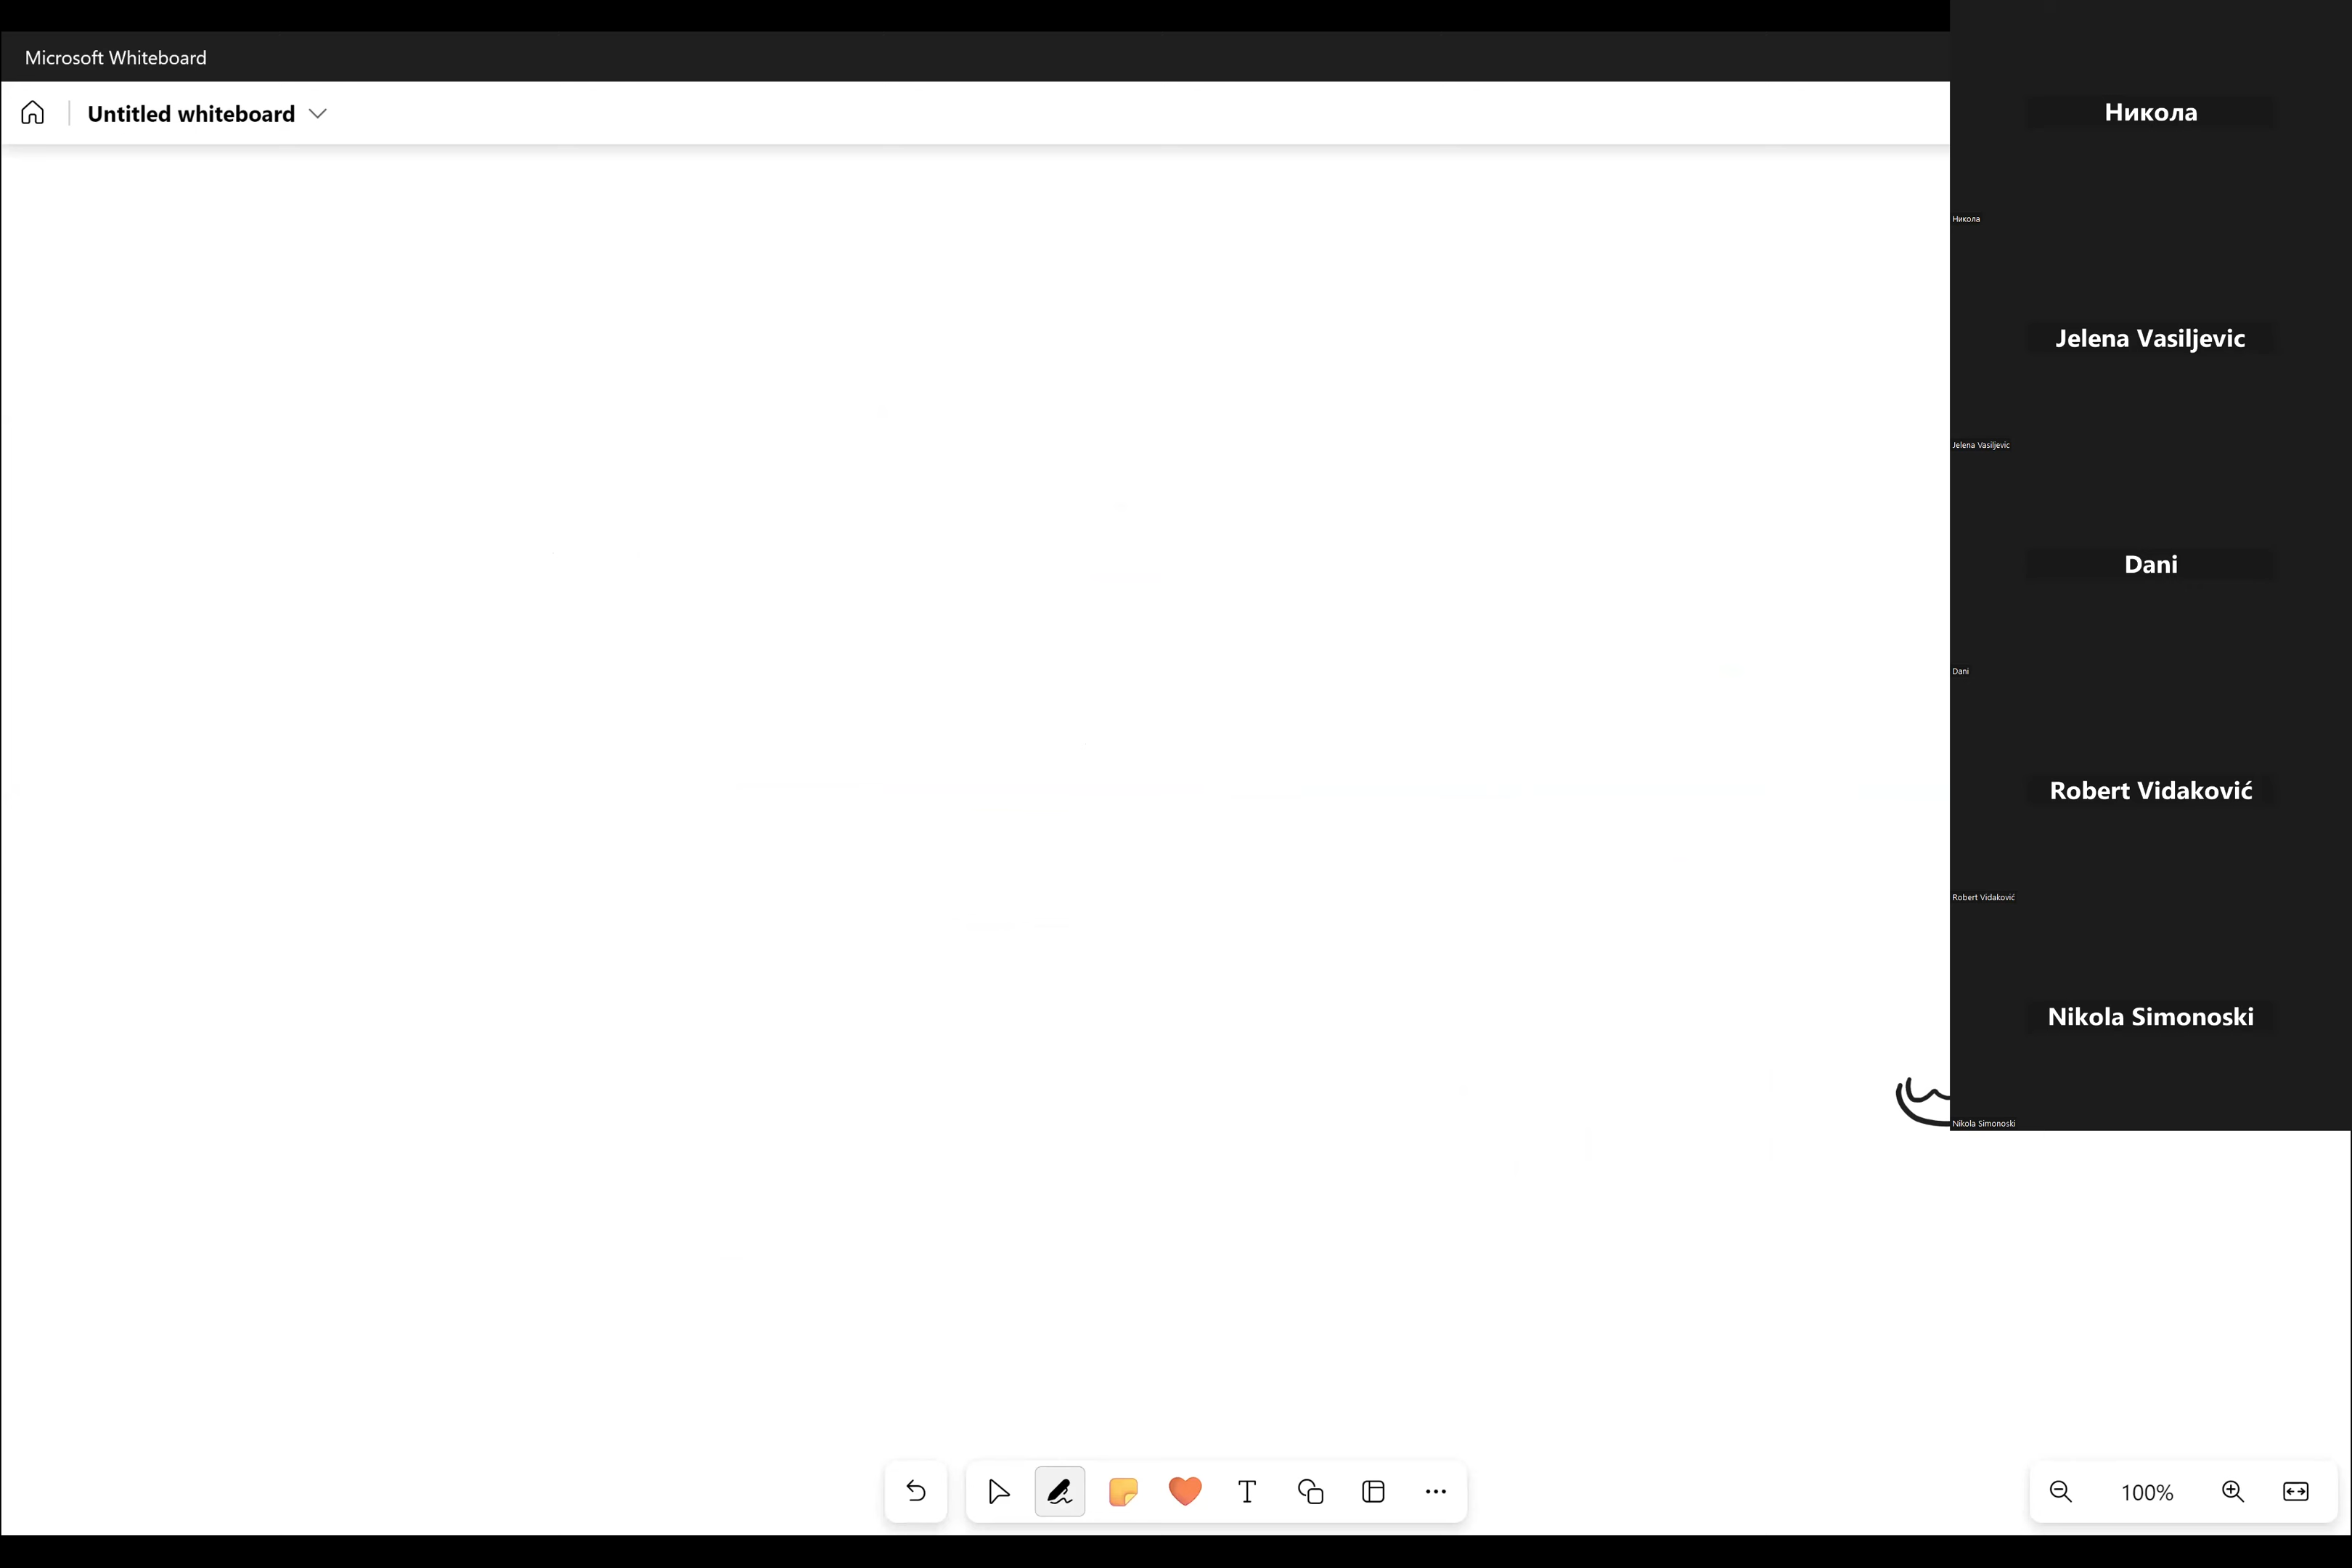 Microsoft Whiteboard
Untitled whiteboard
Никола
Никола
Jelena Vasiljevic
Jelena Vasiljevic
Dani
Dani
Robert Vidaković
Robert Vidaković
Nikola Simonoski
Nikola Simonoski
100%